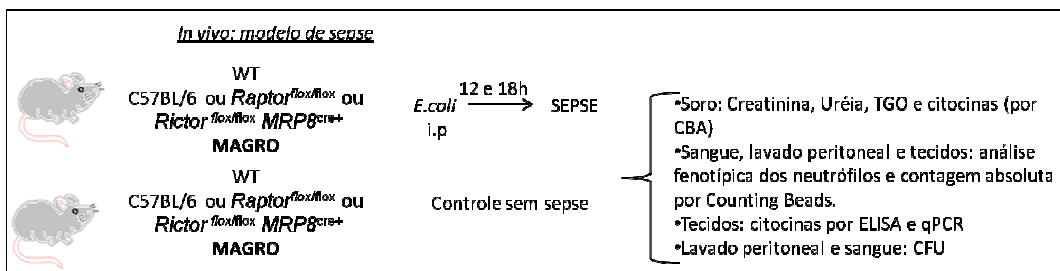 In vivo: modelo de sepse
WT
C57BL/6 ou Raptorflox/flox ou
Rictor flox/flox MRP8cre+
MAGRO
E.coli
i.p
12 e 18h
SEPSE
WT
C57BL/6 ou Raptorflox/flox ou
Rictor flox/flox MRP8cre+
MAGRO
Controle sem sepse
•Soro: Creatinina, Uréia, TGO e citocinas (por
CBA)
•Sangue, lavado peritoneal e tecidos: análise
fenotípica dos neutrófilos e contagem absoluta
por Counting Beads.
•Tecidos: citocinas por ELISA e qPCR
•Lavado peritoneal e sangue: CFU